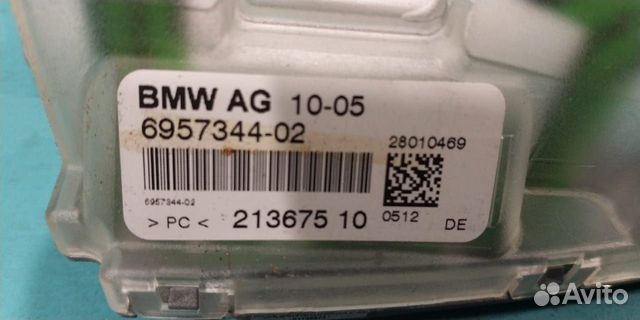 BMW AG 10-05
6957344-02
28010469
6957344-02
> PC < 213675 10 0512 DE
Avito